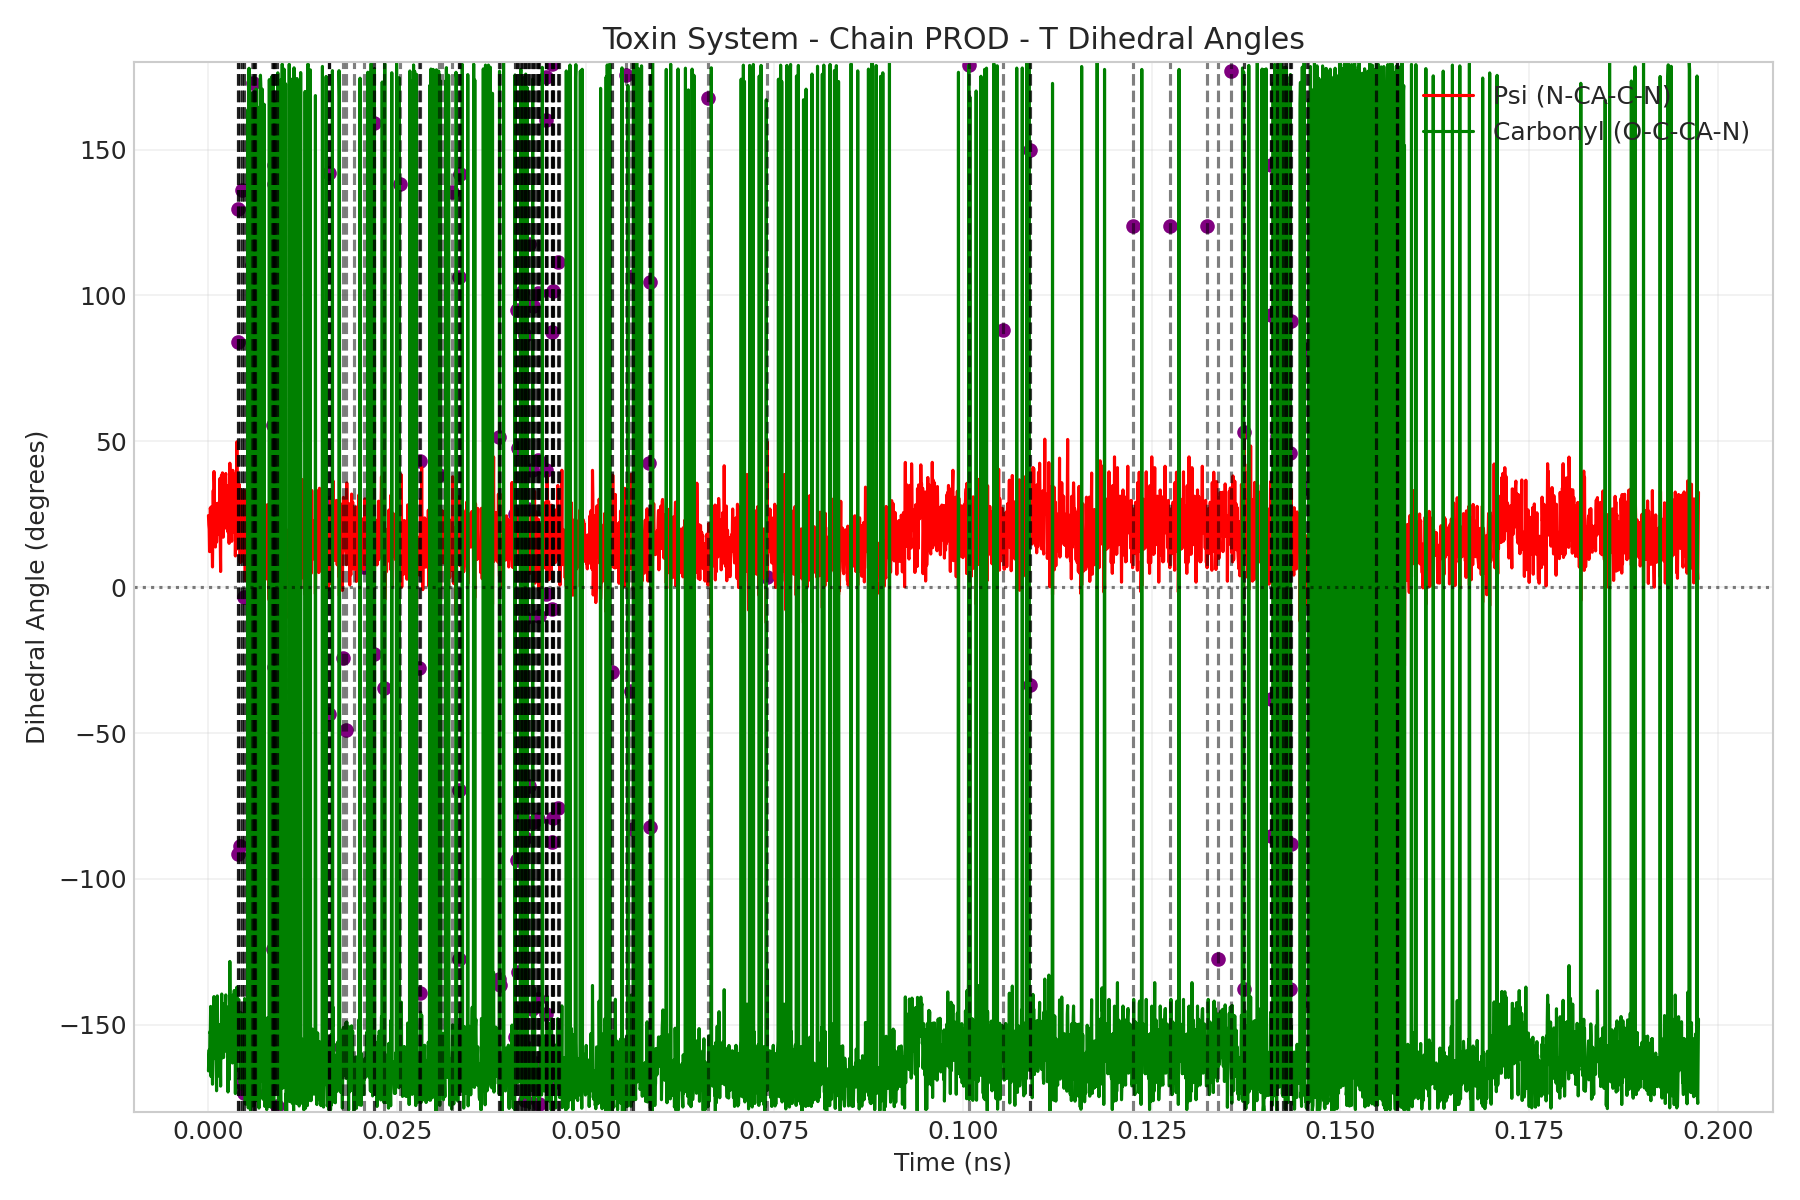 Toxin System - Chain PROD - T Dihedral Angles
Psi (N-CA-C-N)
Carbonyl (O-C-CA-N)
Dihedral Angle (degrees)
150
100
50
0
−50
−100
−150
0.000 0.025 0.050 0.075 0.100 0.125 0.150 0.175 0.200
Time (ns)